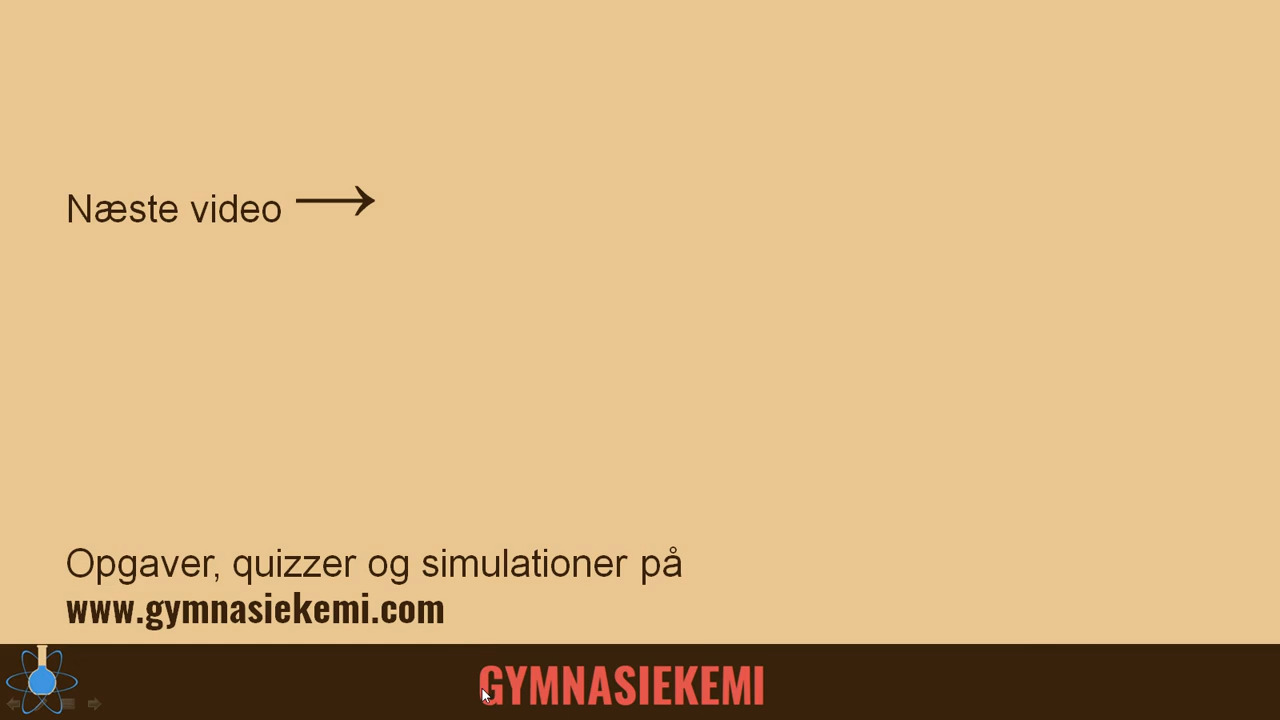 Næste video →
Opgaver, quizzer og simulationer på
www.gymnasiekemi.com
GYMNASIEKEMI